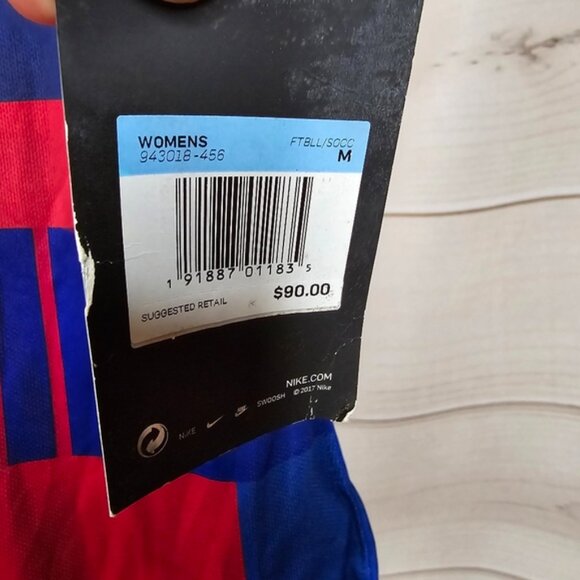 WOMENS FTBLL/SOCC
943018-456 M
1 91887 01183 5
SUGGESTED RETAIL $90.00
NIKE.COM
NIKE SWOOSH © 2017 Nike